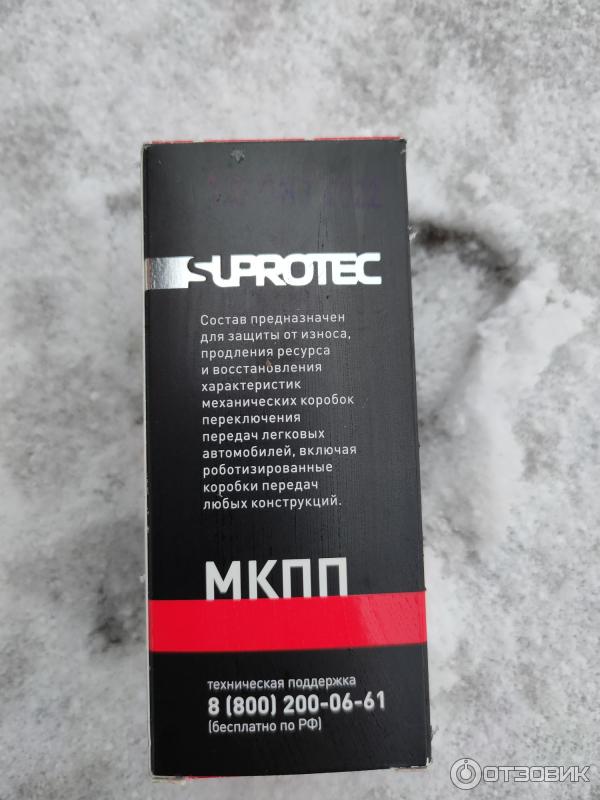 SUPROTEC
Состав предназначен
для защиты от износа,
продления ресурса
и восстановления
характеристик
механических коробок
переключения
передач легковых
автомобилей, включая
роботизированные
коробки передач
любых конструкций.
МКПП
техническая поддержка
8 (800) 200-06-61
(бесплатно по РФ)
ОТЗОВИК